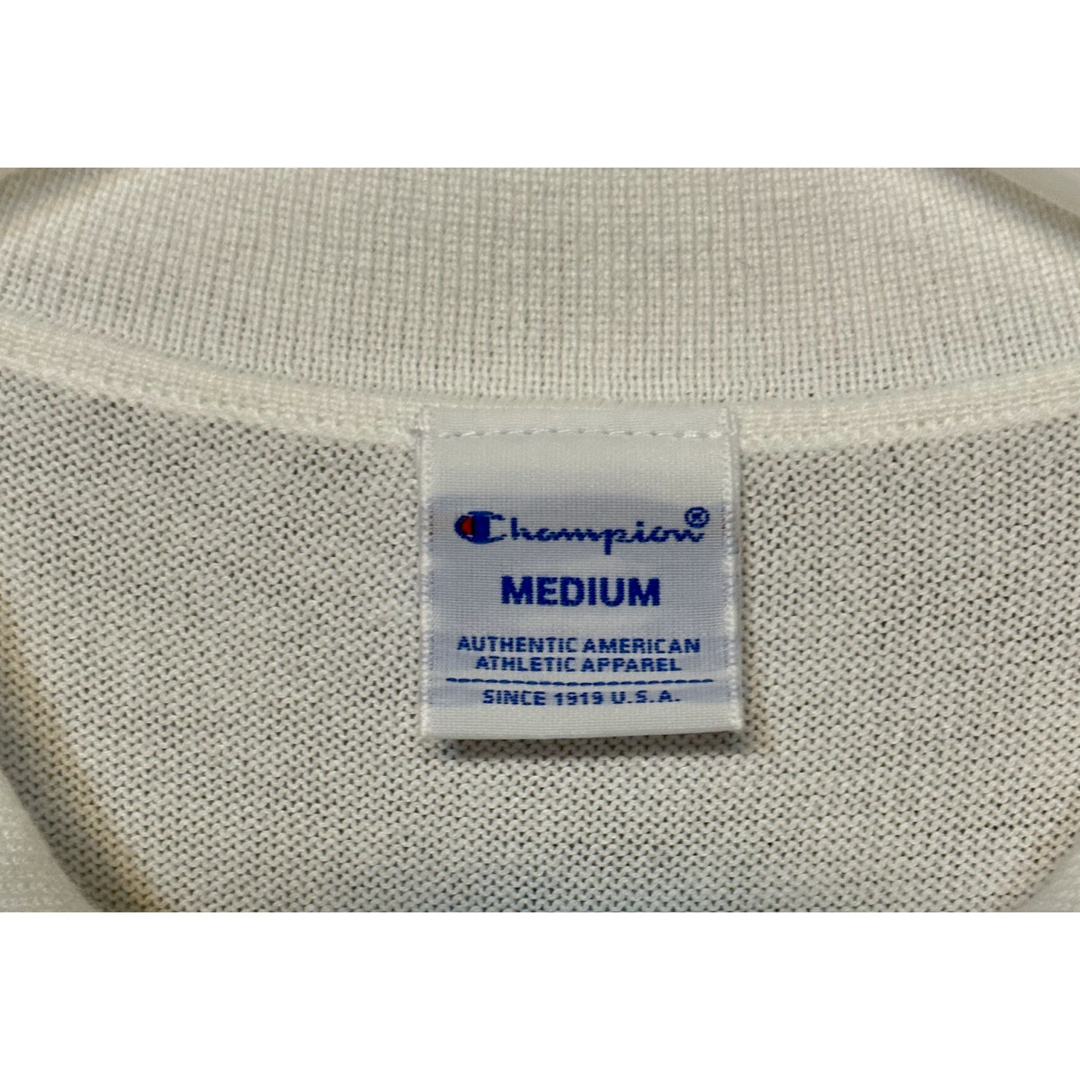 Champion®
MEDIUM
AUTHENTIC AMERICAN
ATHLETIC APPAREL
SINCE 1919 U.S.A.